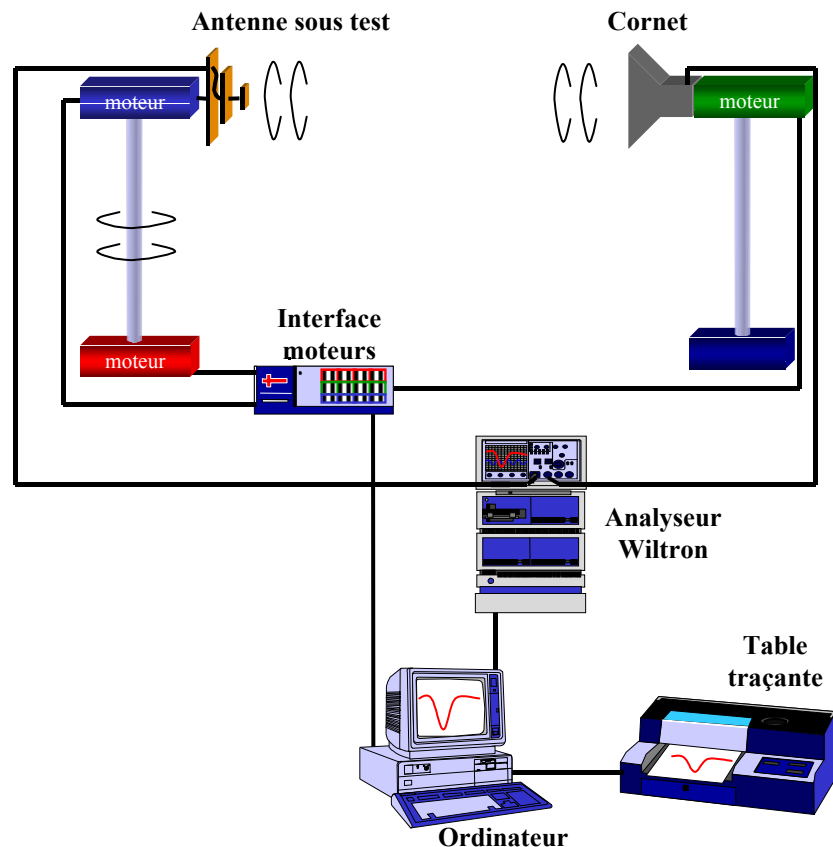 Antenne sous test
Cornet
moteur
moteur
moteur
Interface
moteurs
Analyseur
Wiltron
Table
traçante
Ordinateur